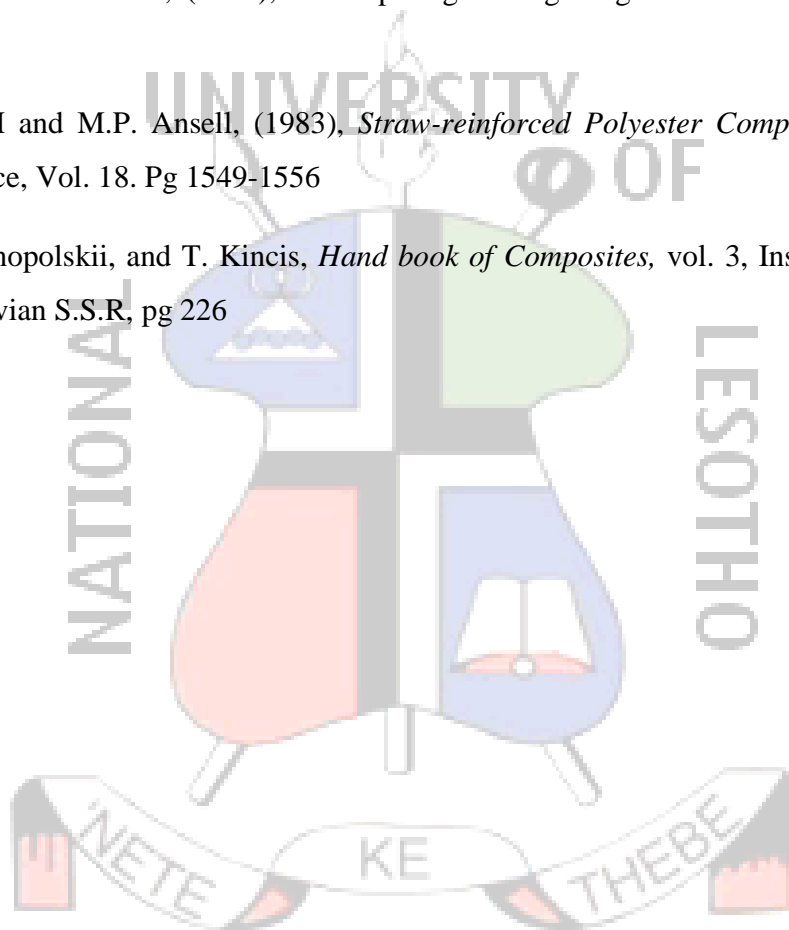 UNIVERSITY
OF
I and M.P. Ansell, (1983), Straw-reinforced Polyester Comp
ce, Vol. 18. Pg 1549-1556
nopolskii, and T. Kincis, Hand book of Composites, vol. 3, Ins
vian S.S.R, pg 226
NATIONAL
LESOTHO
'NETE
KE
THEBE